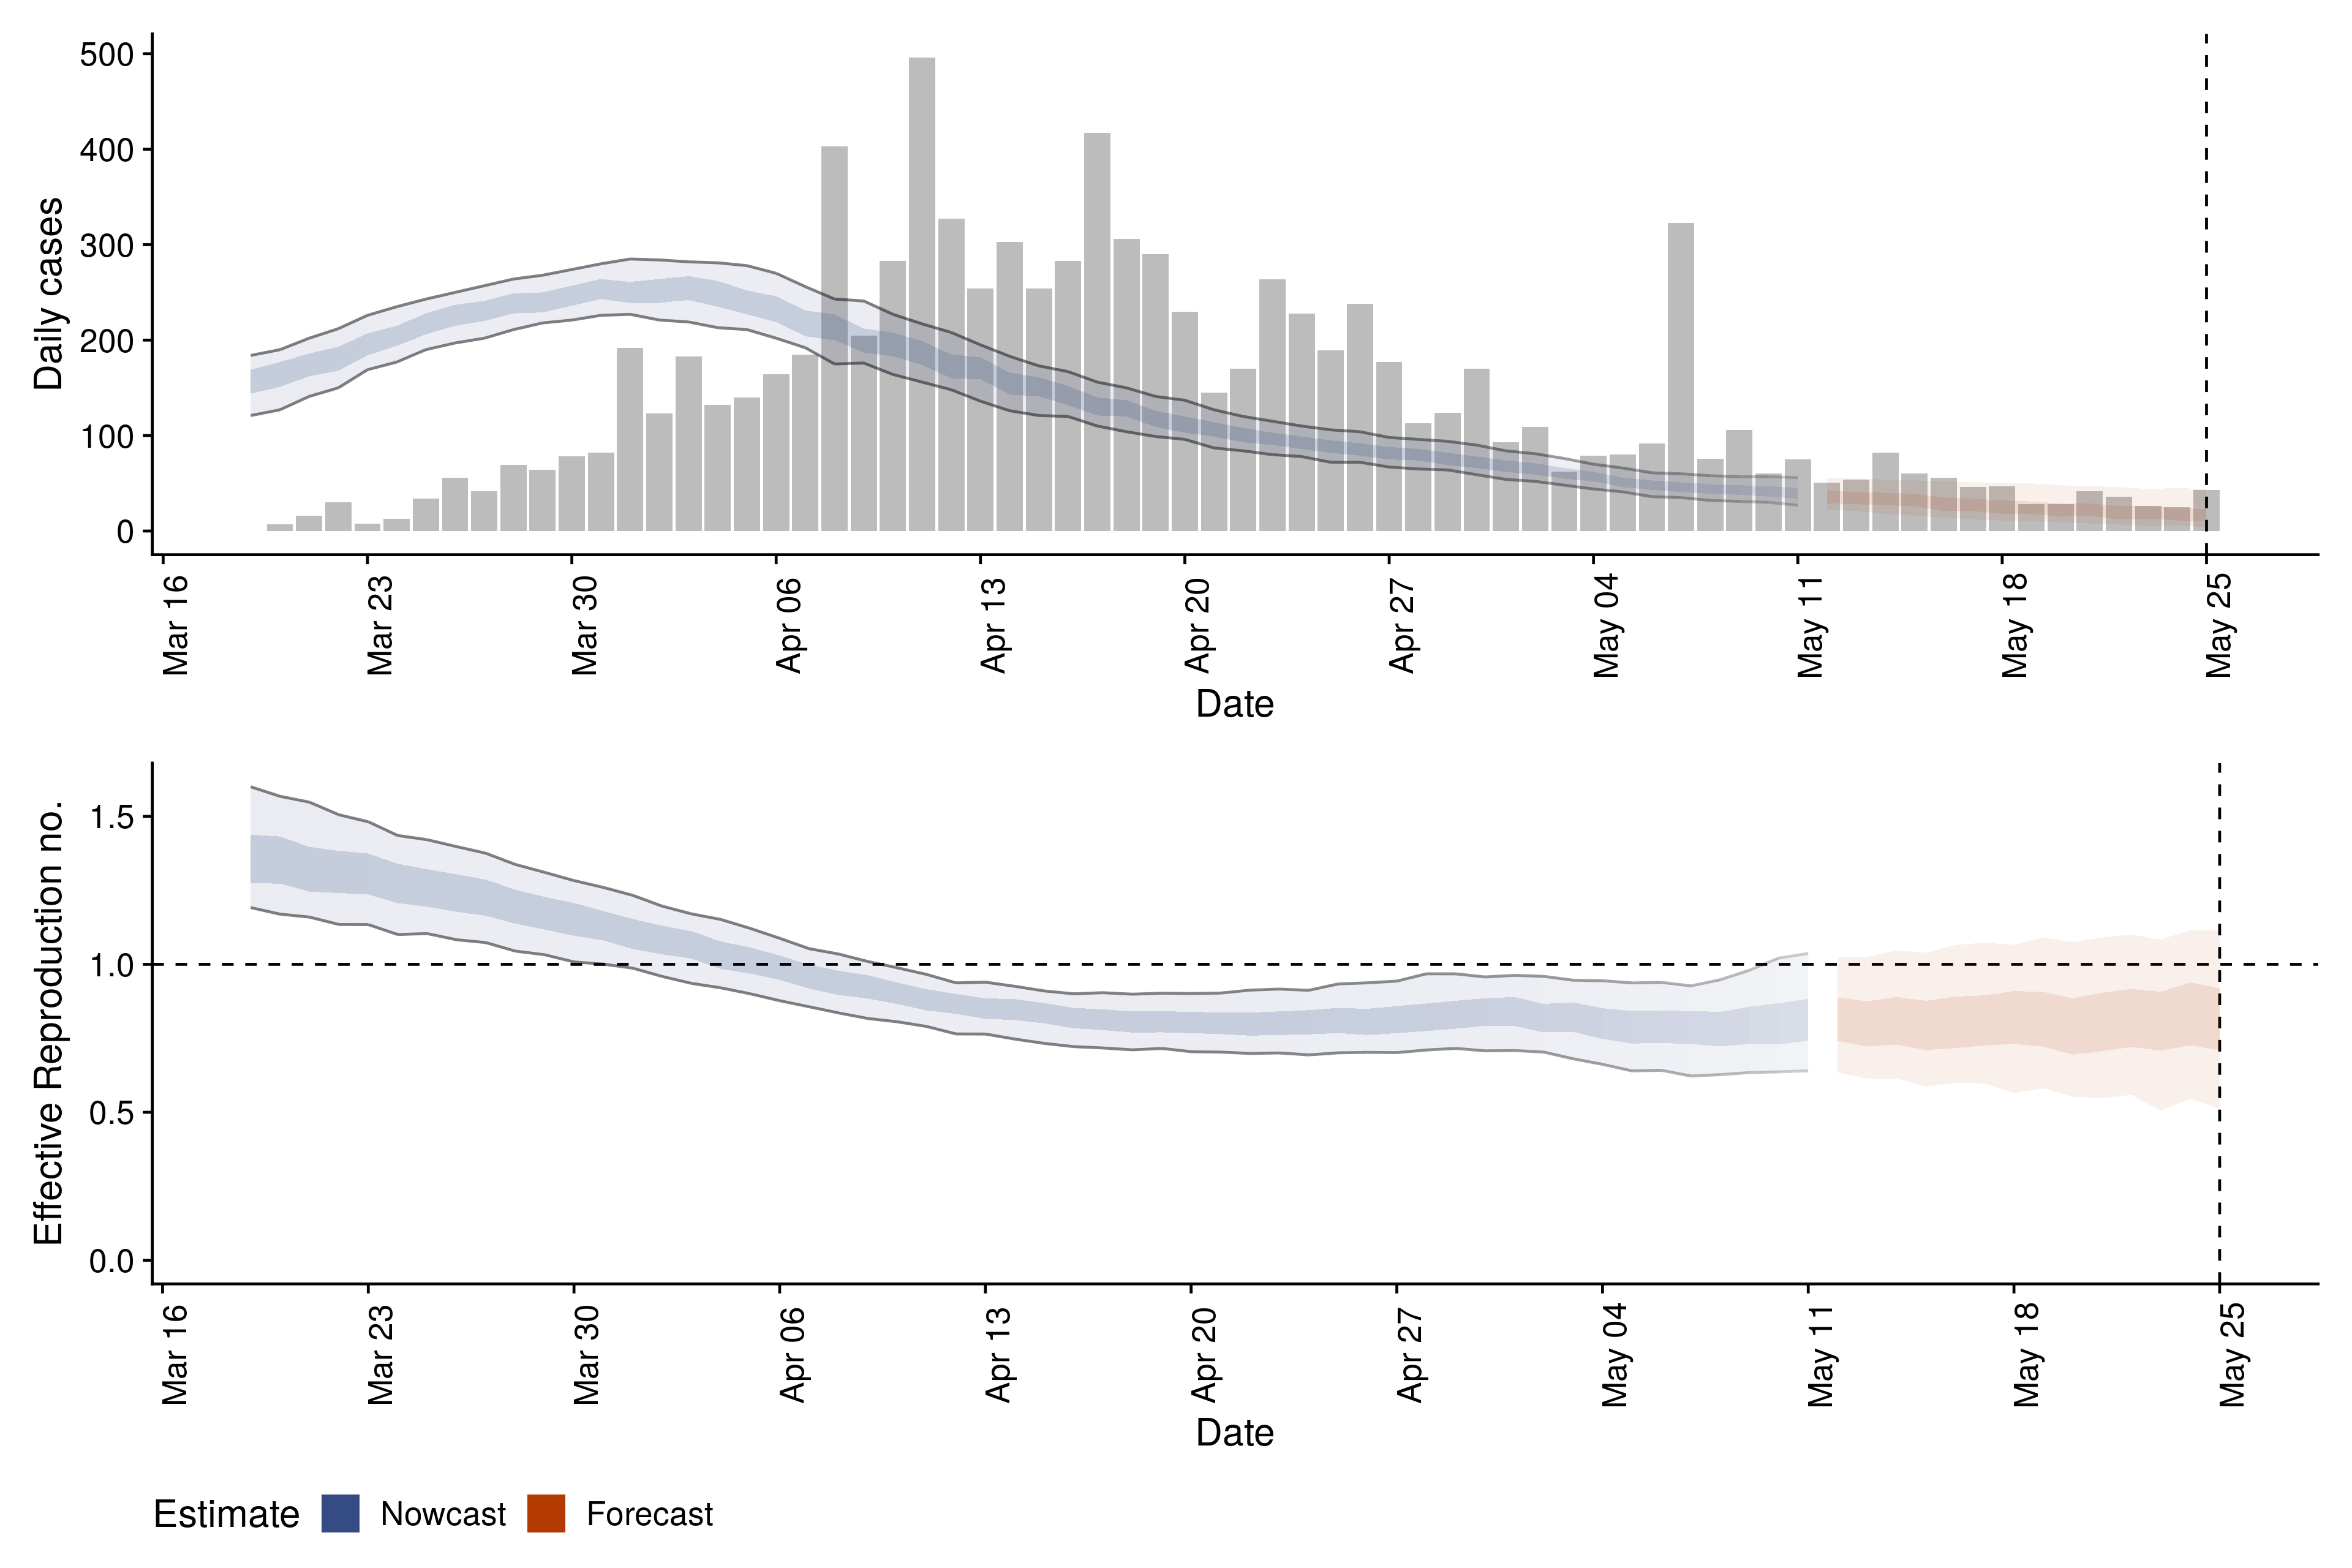 Daily cases
500
400
300
200
100
0
Mar 16
Mar 23
Mar 30
Apr 06
Apr 13
Apr 20
Apr 27
May 04
May 11
May 18
May 25
Date
Effective Reproduction no.
1.5
1.0
0.5
0.0
Mar 16
Mar 23
Mar 30
Apr 06
Apr 13
Apr 20
Apr 27
May 04
May 11
May 18
May 25
Date
Estimate Nowcast Forecast